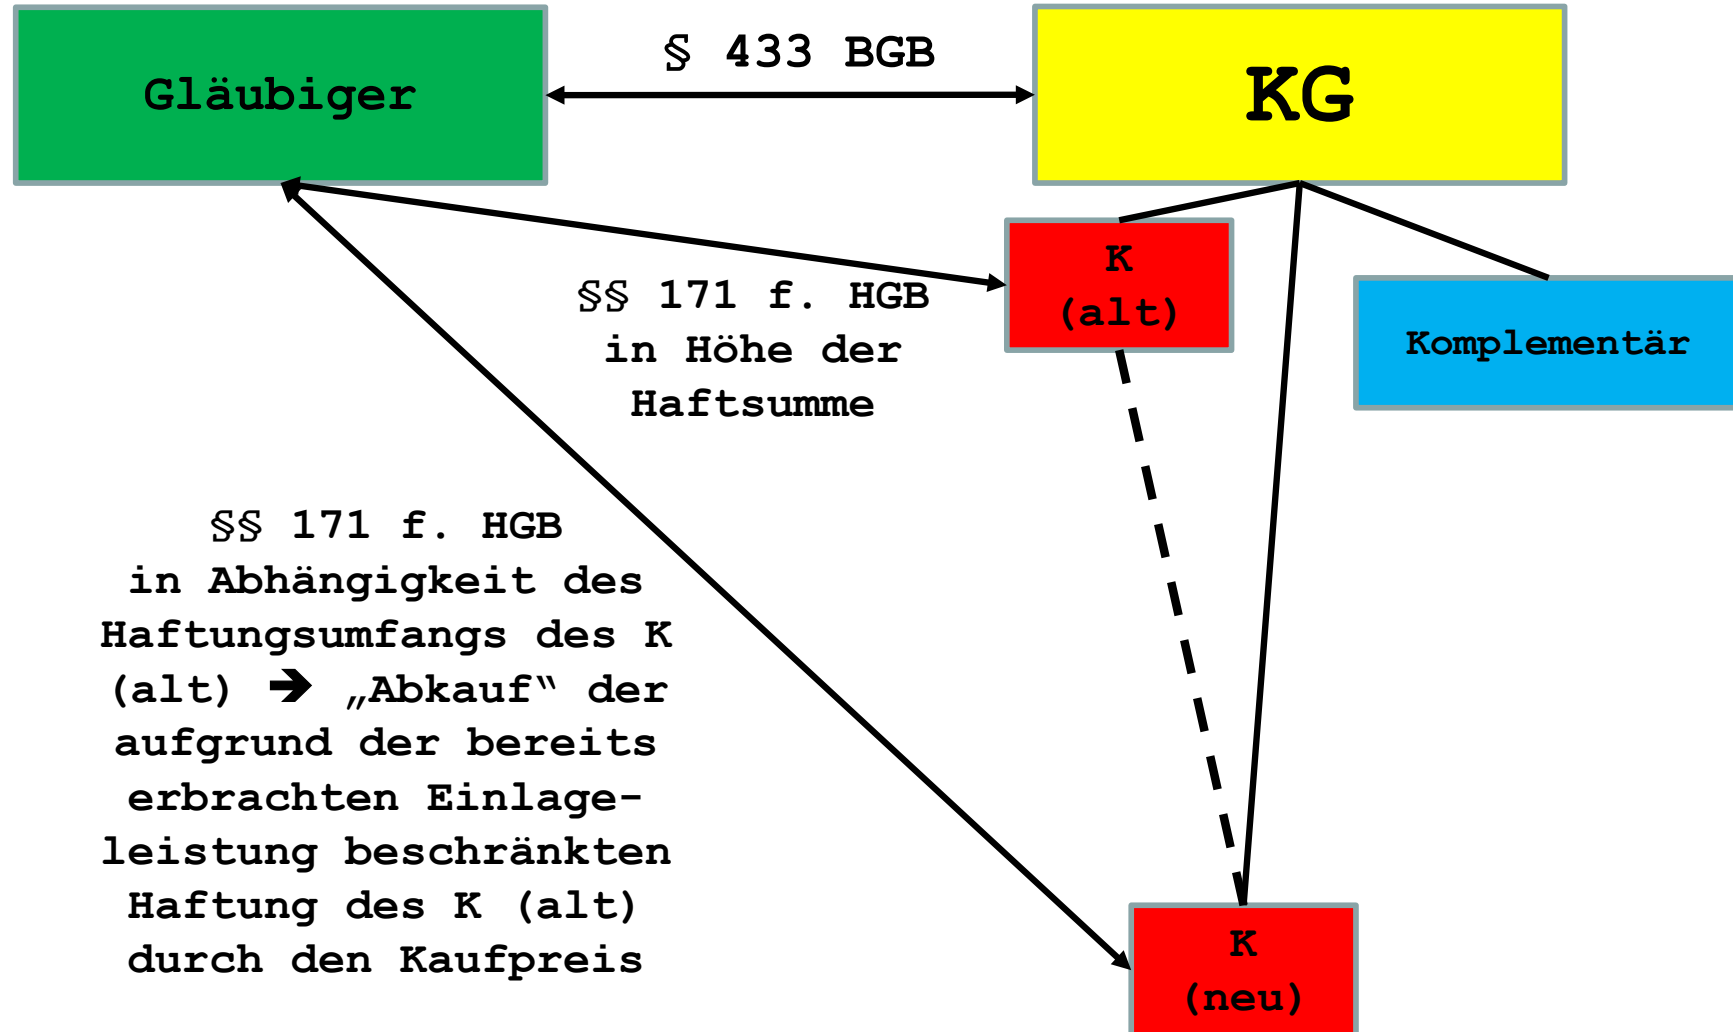 § 433 BGB
Gläubiger
KG
K
(alt)
§§ 171 f. HGB
in Höhe der
Haftsumme
Komplementär
§§ 171 f. HGB
in Abhängigkeit des
Haftungsumfangs des K
(alt) ➔ „Abkauf“ der
aufgrund der bereits
erbrachten Einlage-
leistung beschränkten
Haftung des K (alt)
durch den Kaufpreis
K
(neu)